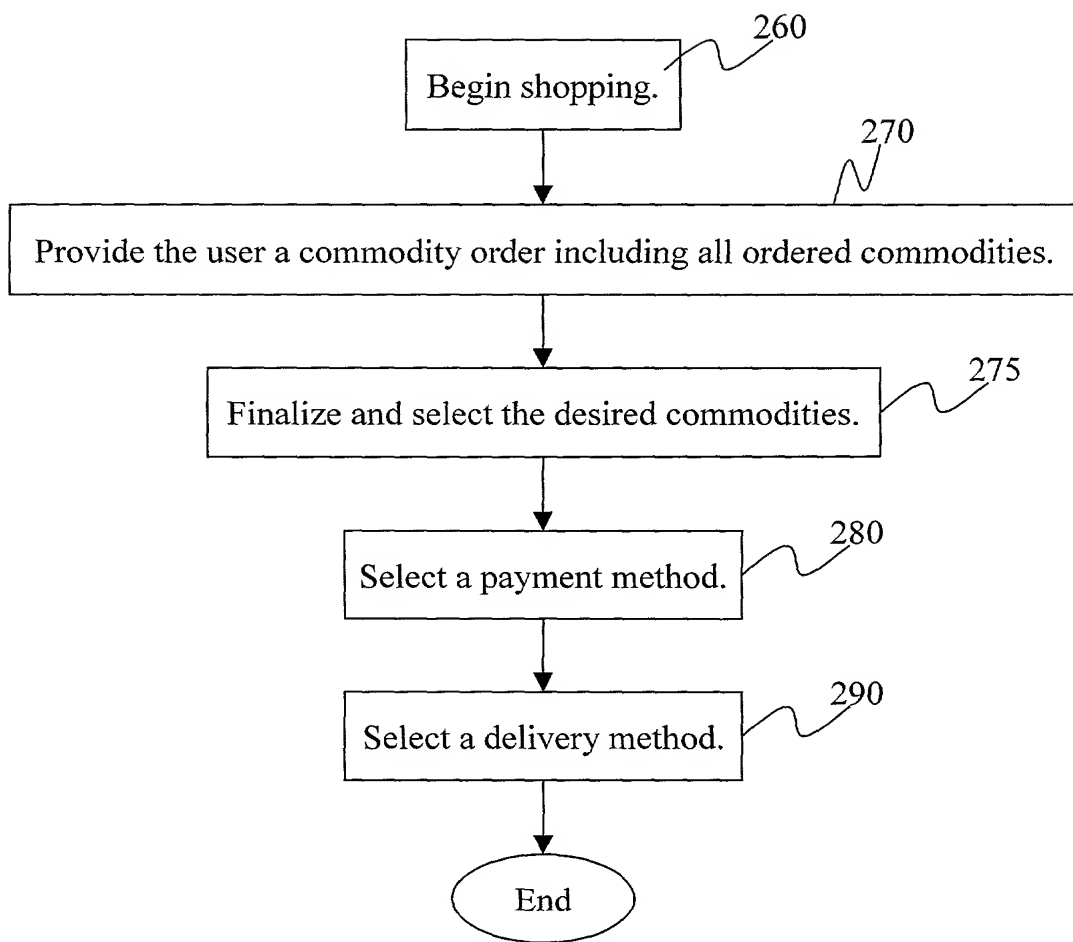 260
Begin shopping.
270
Provide the user a commodity order including all ordered commodities.
275
Finalize and select the desired commodities.
280
Select a payment method.
290
Select a delivery method.
End